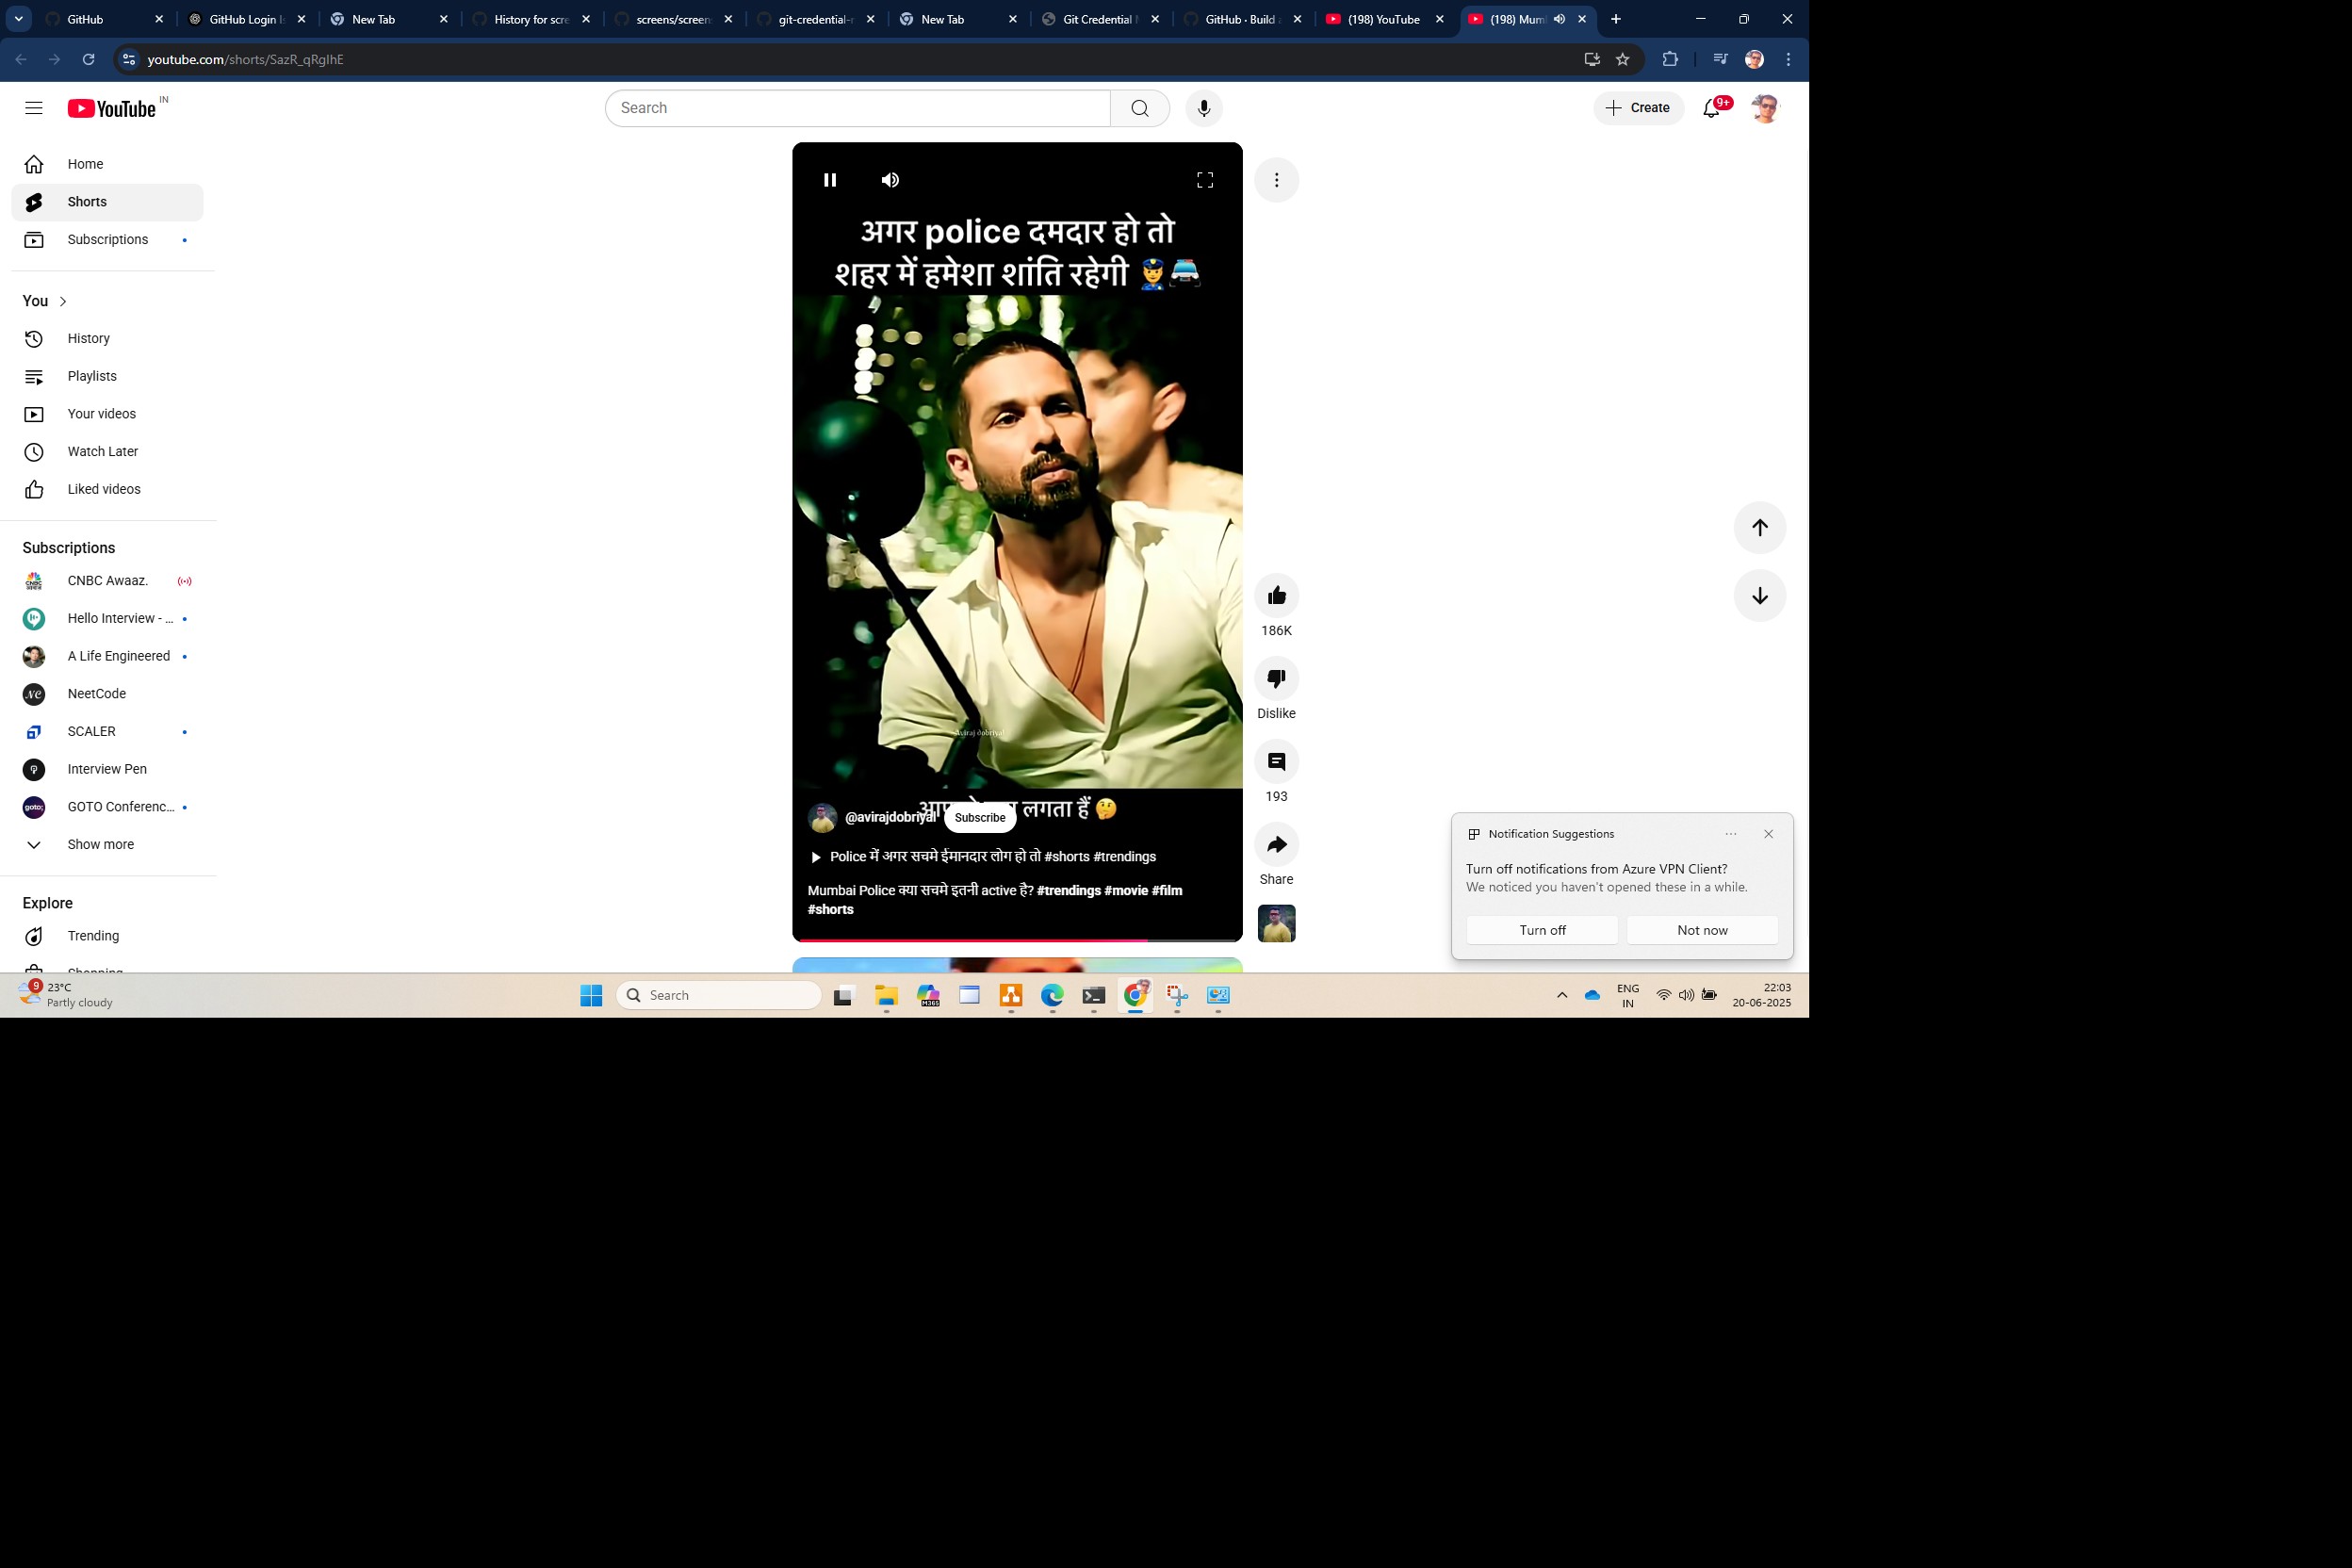 GitHub
GitHub Login
New Tab
History for scre
screens/screen
git-credential-
New Tab
Git Credential
GitHub · Build
(198) YouTube
(198) Mum
youtube.com/shorts/SazR_qRglhE
YouTube IN
Search
Create
9+
Home
Shorts
Subscriptions
You
History
Playlists
Your videos
Watch Later
Liked videos
Subscriptions
CNBC Awaaz.
Hello Interview - ...
A Life Engineered
NeetCode
SCALER
Interview Pen
GOTO Conferenc...
Show more
Explore
Trending
अगर police दमदार हो तो
शहर में हमेशा शांति रहेगी 👮🚔
Aviraj dobriyal
लगता हैं 🤔
@avirajdobriyal
Subscribe
Police में अगर सचमे ईमानदार लोग हो तो #shorts #trendings
Mumbai Police क्या सचमे इतनी active है? #trendings #movie #film
#shorts
186K
Dislike
193
Share
Notification Suggestions
Turn off notifications from Azure VPN Client?
We noticed you haven't opened these in a while.
Turn off
Not now
9
23°C
Partly cloudy
Search
M365
ENG
IN
22:03
20-06-2025